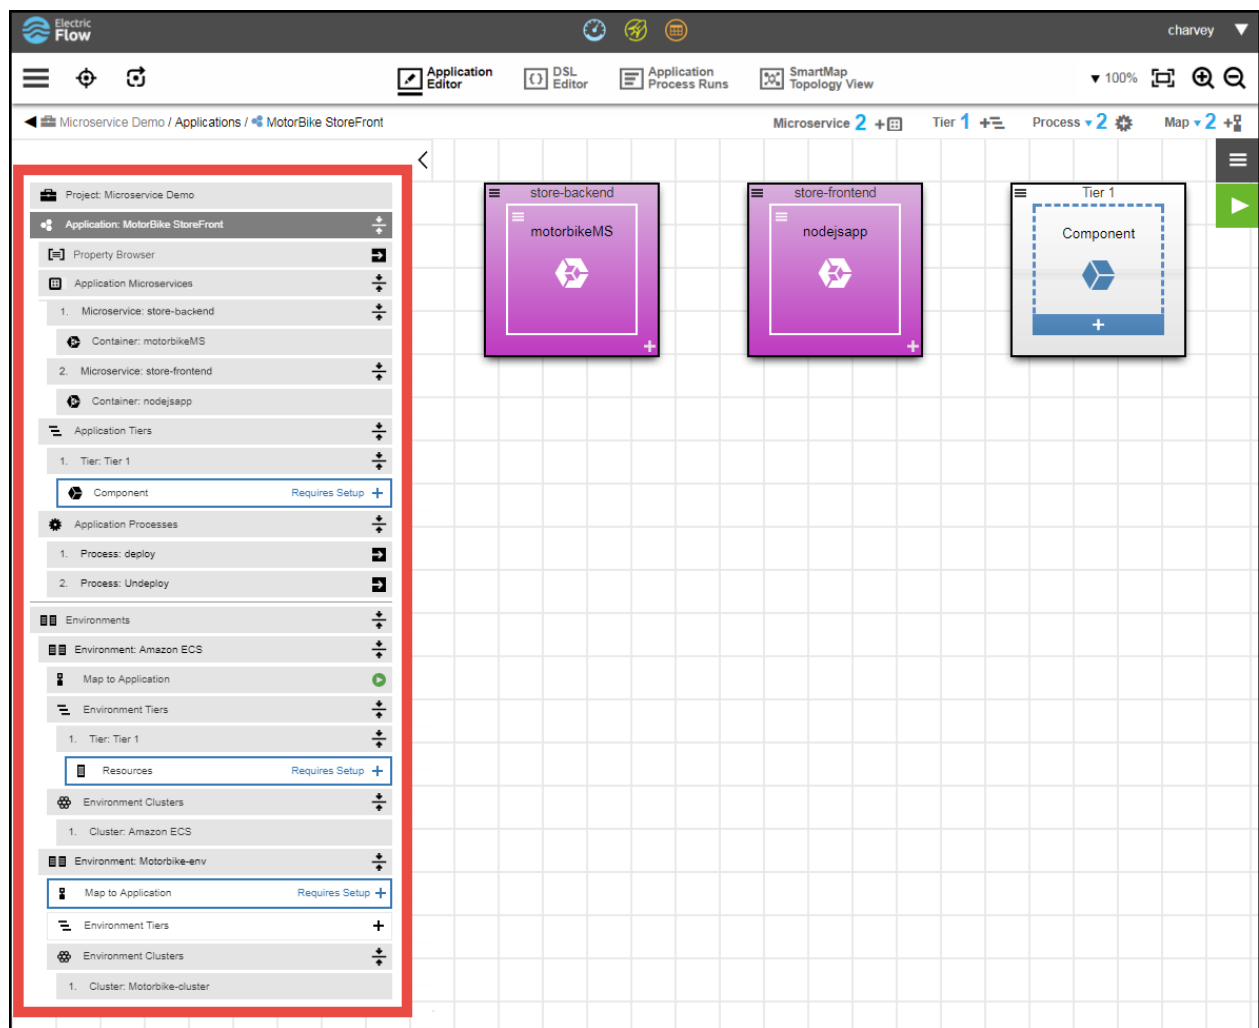 Electric
Flow
charvey
Application
Editor
DSL
Editor
Application
Process Runs
SmartMap
Topology View
100%
Microservice Demo / Applications / MotorBike StoreFront
Microservice 2
Tier 1
Process 2
Map 2
Project: Microservice Demo
Application: MotorBike StoreFront
Property Browser
Application Microservices
1. Microservice: store-backend
Container: motorbikeMS
2. Microservice: store-frontend
Container: nodejsapp
Application Tiers
1. Tier: Tier 1
Component Requires Setup +
Application Processes
1. Process: deploy
2. Process: Undeploy
Environments
Environment: Amazon ECS
Map to Application
Environment Tiers
1. Tier: Tier 1
Resources Requires Setup +
Environment Clusters
1. Cluster: Amazon ECS
Environment: Motorbike-env
Map to Application Requires Setup +
Environment Tiers +
Environment Clusters
1. Cluster: Motorbike-cluster
store-backend
motorbikeMS
+
store-frontend
nodejsapp
+
Tier 1
Component
+